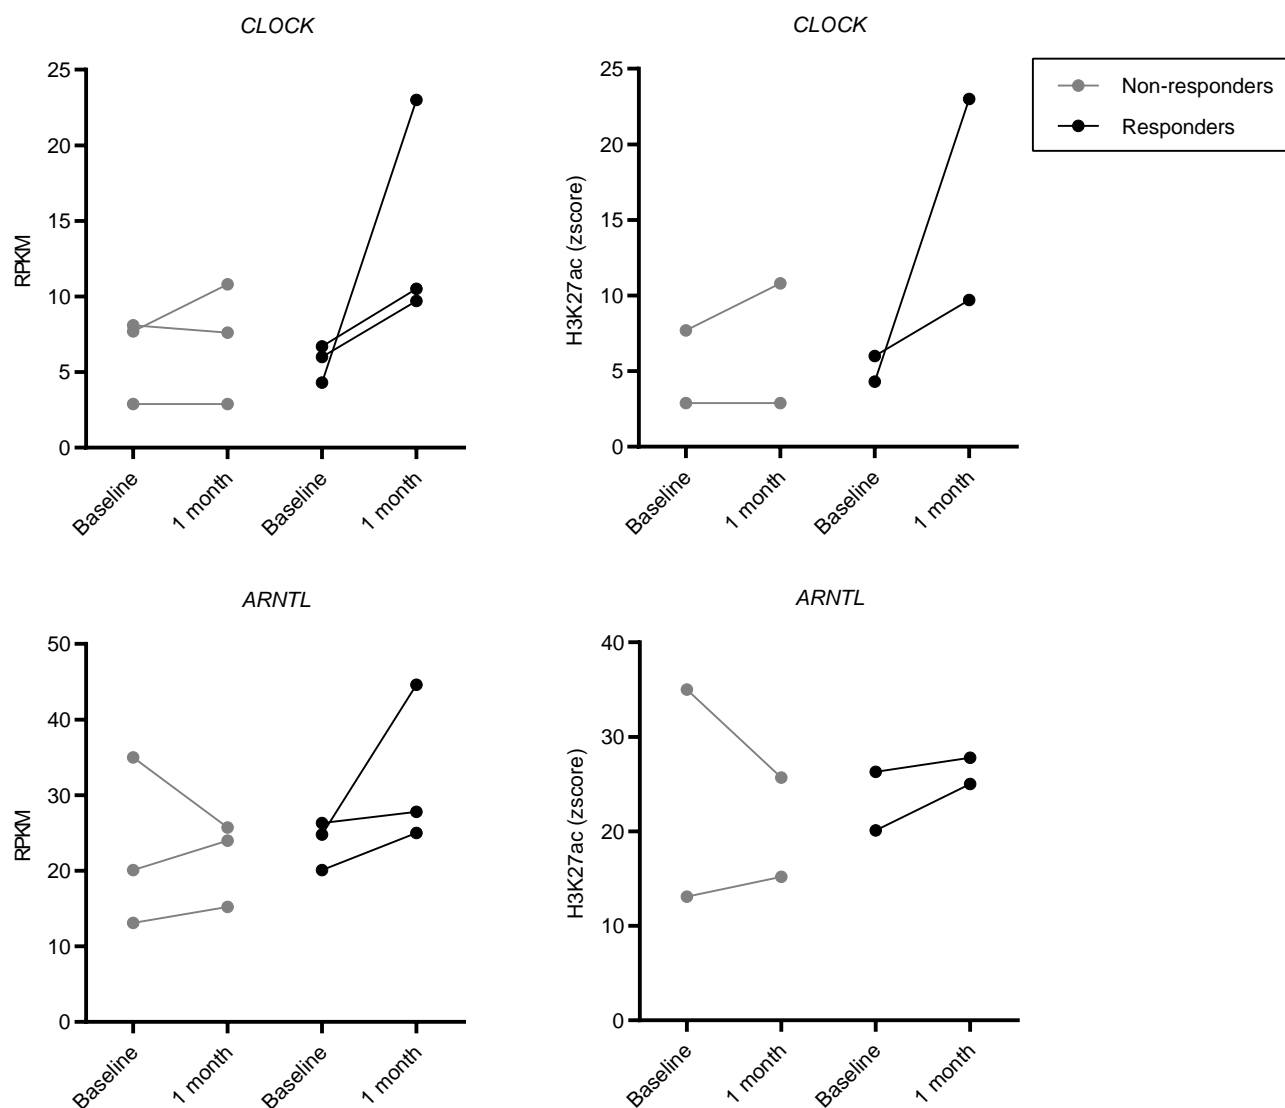 CLOCK
25
20
15
10
5
0
RPKM
Baseline
1 month
Baseline
1 month
CLOCK
25
20
15
10
5
0
H3K27ac (zscore)
Baseline
1 month
Baseline
1 month
Non-responders
Responders
ARNTL
50
40
30
20
10
0
RPKM
Baseline
1 month
Baseline
1 month
ARNTL
40
30
20
10
0
H3K27ac (zscore)
Baseline
1 month
Baseline
1 month